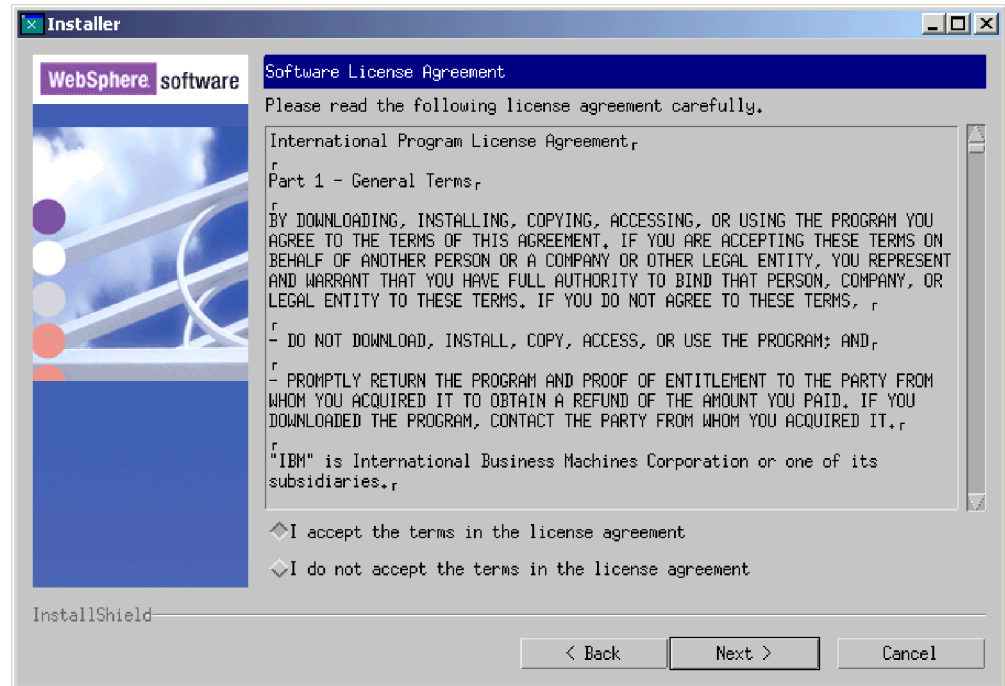 Installer
WebSphere software
Software License Agreement
Please read the following license agreement carefully.
International Program License Agreement
Part 1 - General Terms
BY DOWNLOADING, INSTALLING, COPYING, ACCESSING, OR USING THE PROGRAM YOU
AGREE TO THE TERMS OF THIS AGREEMENT. IF YOU ARE ACCEPTING THESE TERMS ON
BEHALF OF ANOTHER PERSON OR A COMPANY OR OTHER LEGAL ENTITY, YOU REPRESENT
AND WARRANT THAT YOU HAVE FULL AUTHORITY TO BIND THAT PERSON, COMPANY, OR
LEGAL ENTITY TO THESE TERMS. IF YOU DO NOT AGREE TO THESE TERMS,
- DO NOT DOWNLOAD, INSTALL, COPY, ACCESS, OR USE THE PROGRAM; AND
- PROMPTLY RETURN THE PROGRAM AND PROOF OF ENTITLEMENT TO THE PARTY FROM
WHOM YOU ACQUIRED IT TO OBTAIN A REFUND OF THE AMOUNT YOU PAID. IF YOU
DOWNLOADED THE PROGRAM, CONTACT THE PARTY FROM WHOM YOU ACQUIRED IT.
"IBM" is International Business Machines Corporation or one of its
subsidiaries.
I accept the terms in the license agreement
I do not accept the terms in the license agreement
InstallShield
< Back
Next >
Cancel